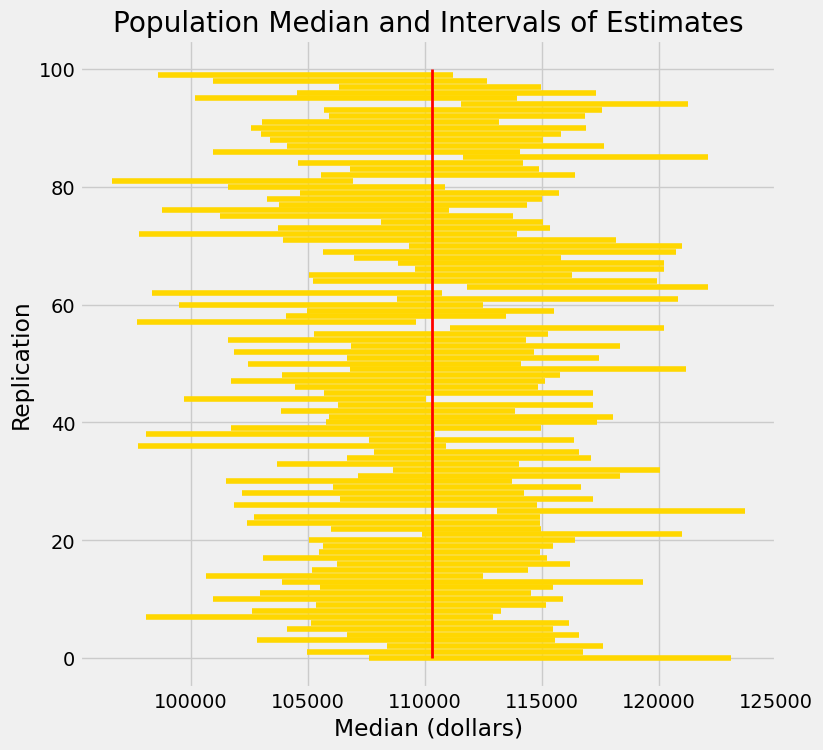 Population Median and Intervals of Estimates
100
80
60
40
20
0
Replication
100000 105000 110000 115000 120000 125000
Median (dollars)